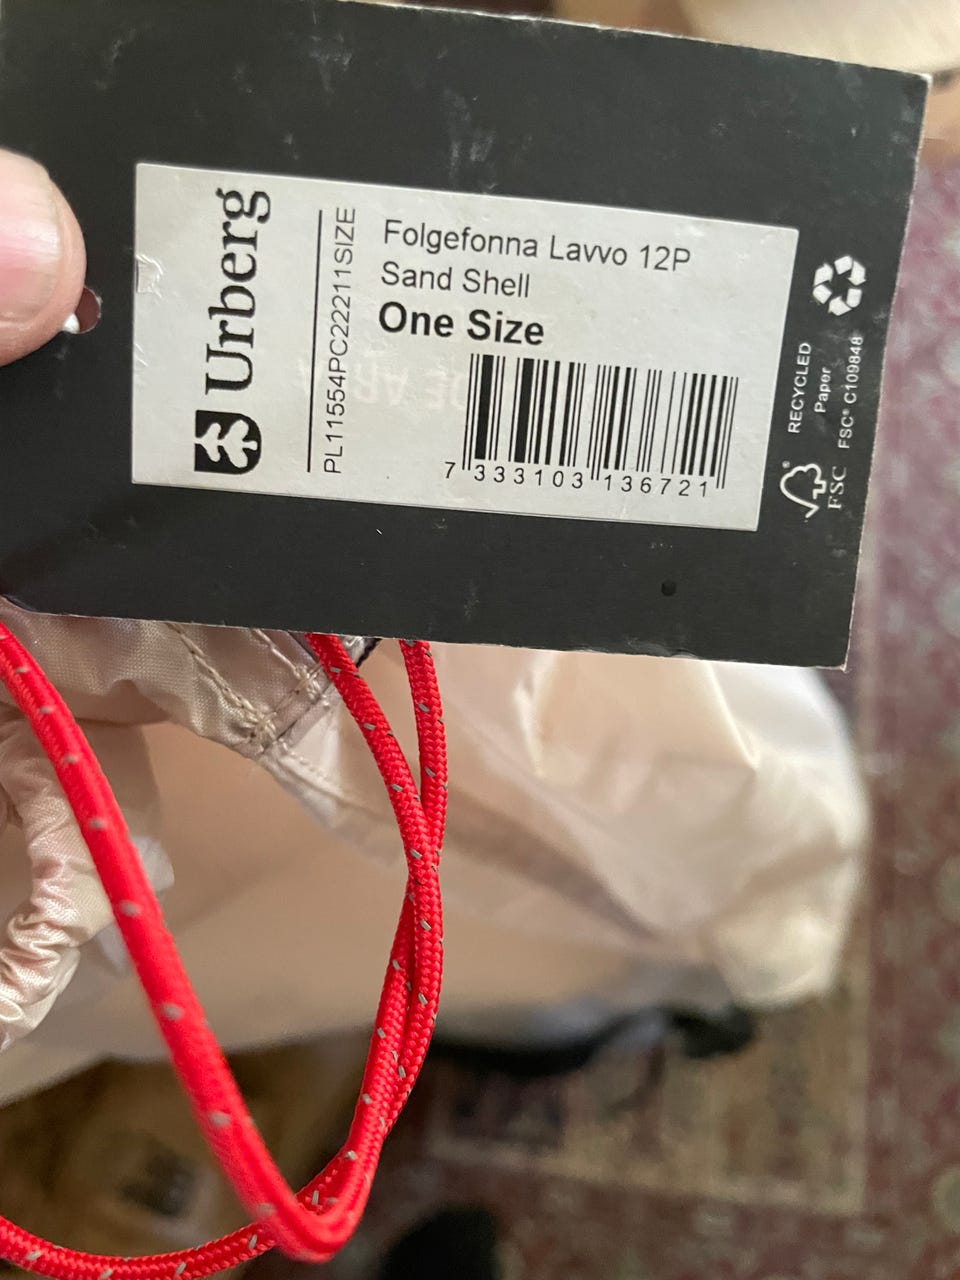 Urberg
PL11554PC22211SIZE
Folgefonna Lavvo 12P
Sand Shell
One Size
7 333103 136721
RECYCLED
Paper
FSC® C109848
FSC